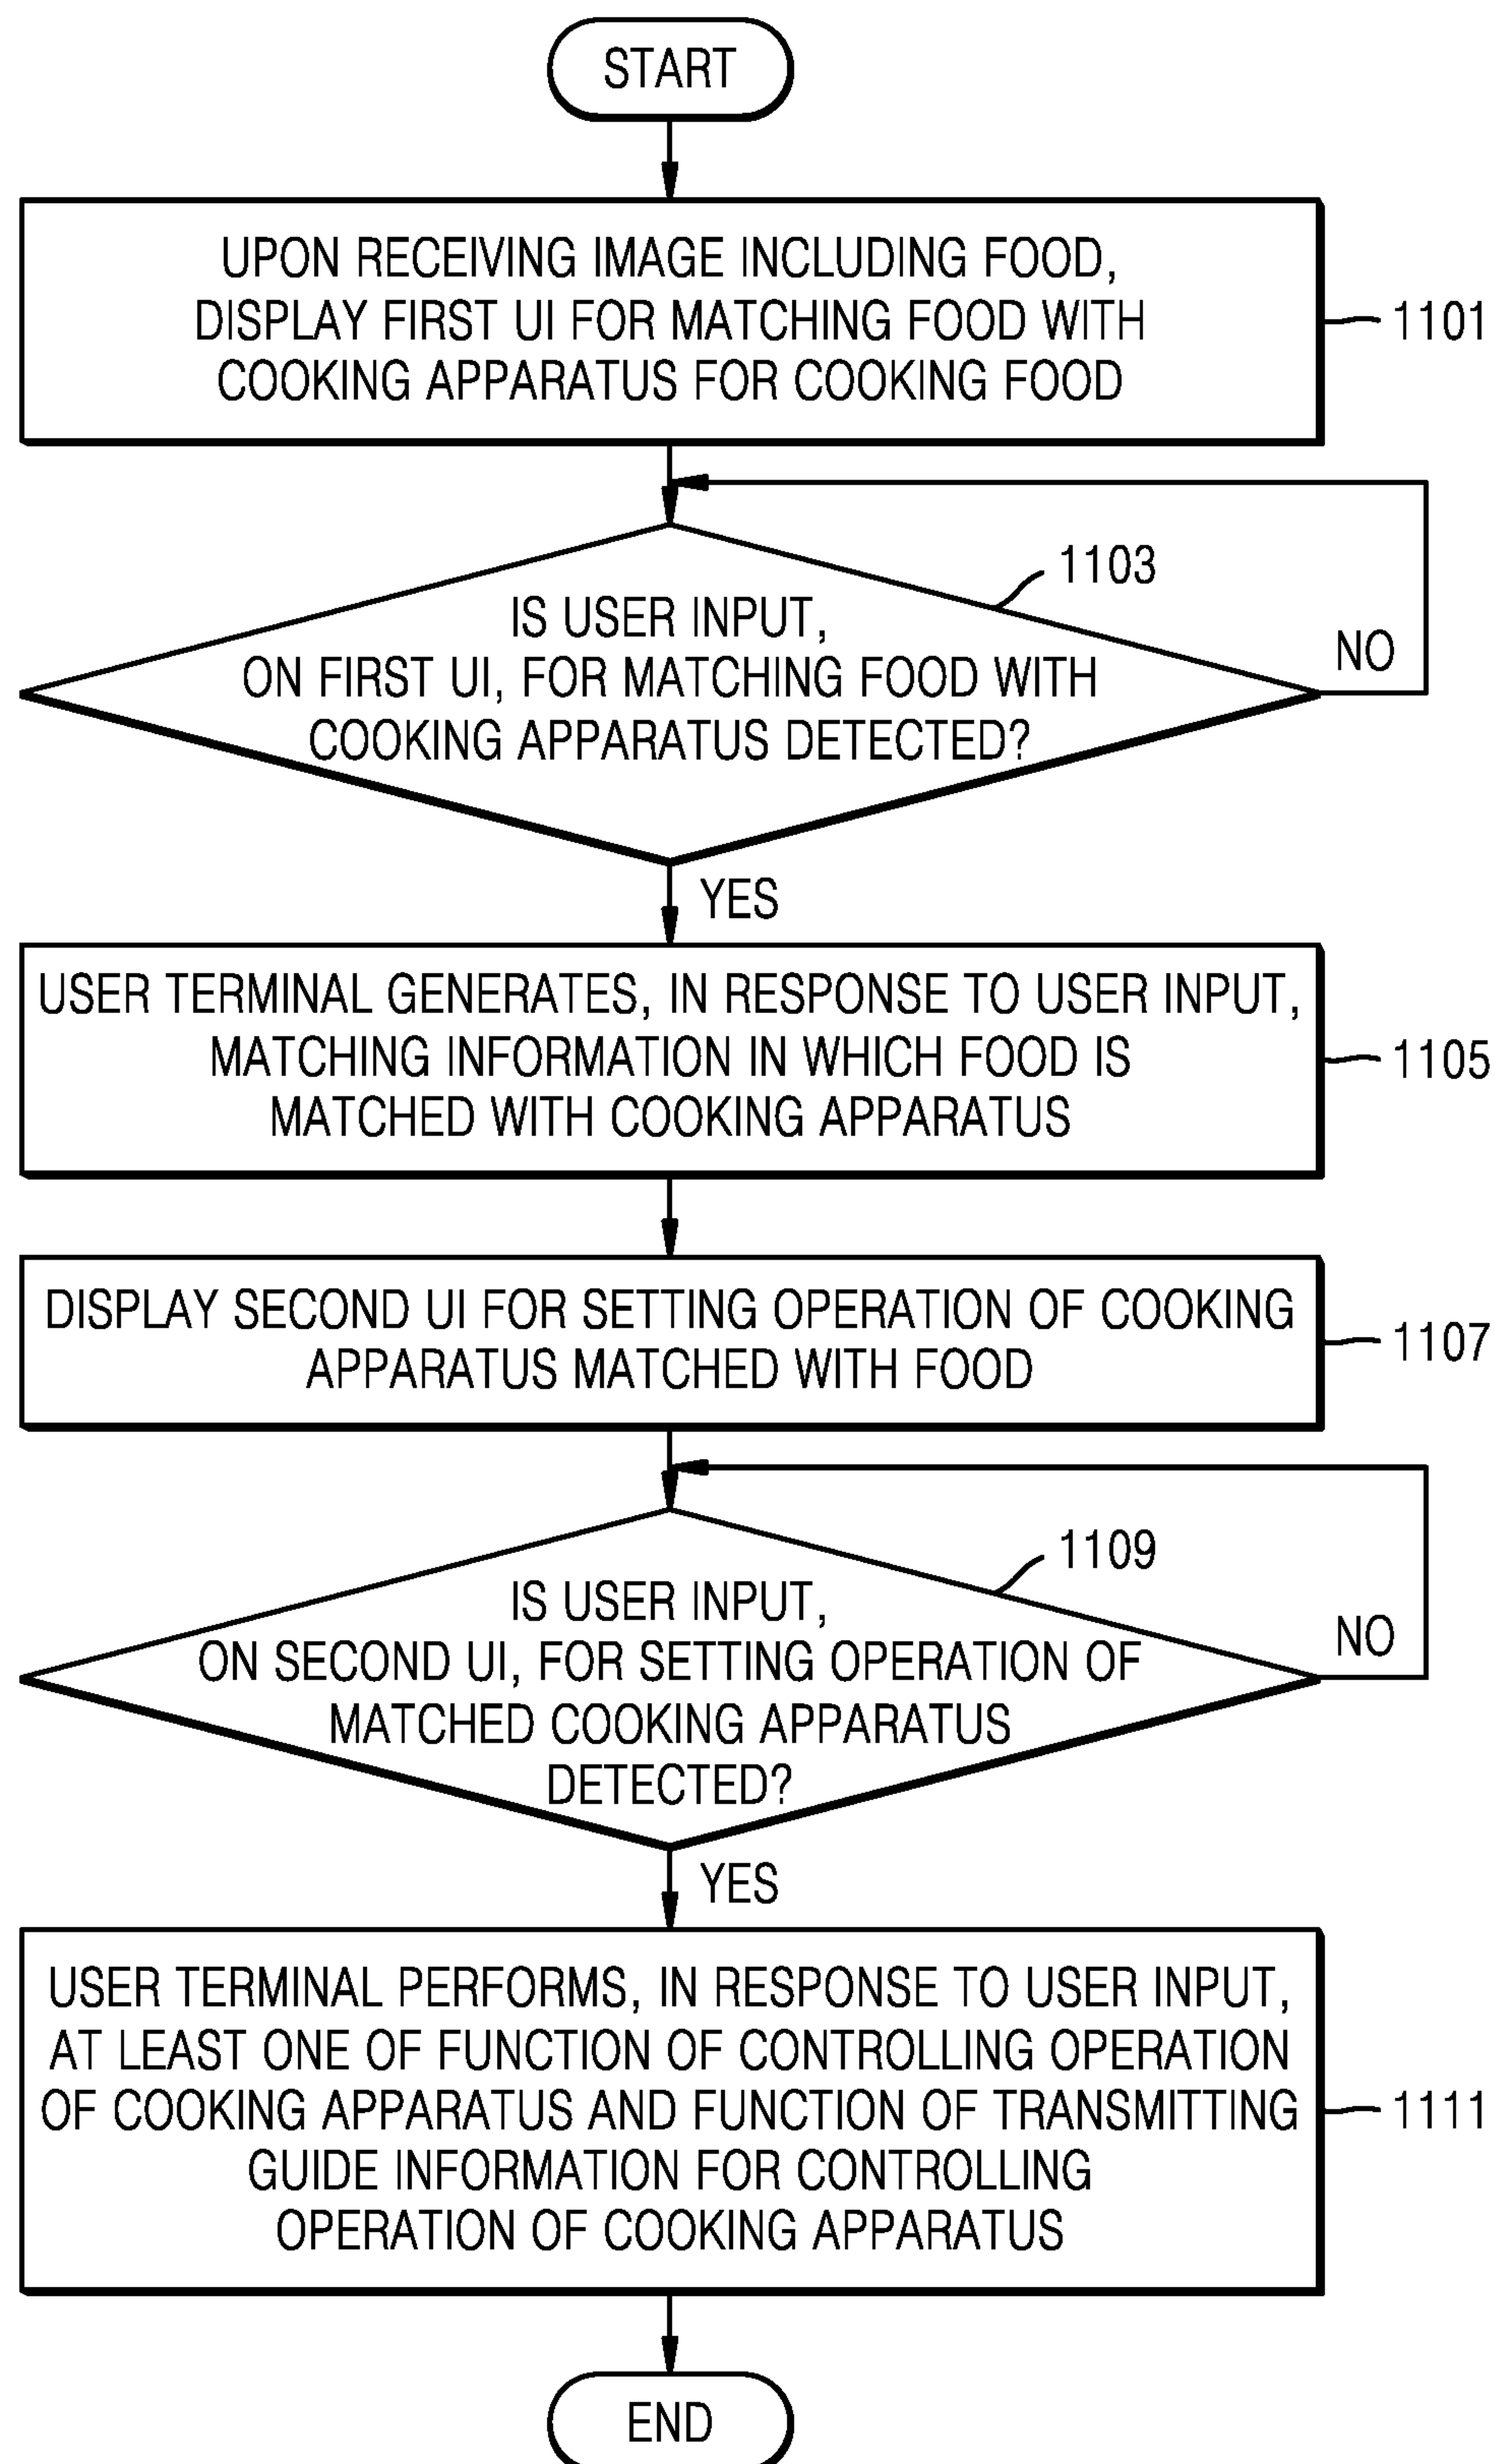 START
UPON RECEIVING IMAGE INCLUDING FOOD,
DISPLAY FIRST UI FOR MATCHING FOOD WITH
COOKING APPARATUS FOR COOKING FOOD
1101
1103
IS USER INPUT,
ON FIRST UI, FOR MATCHING FOOD WITH
COOKING APPARATUS DETECTED?
NO
YES
USER TERMINAL GENERATES, IN RESPONSE TO USER INPUT,
MATCHING INFORMATION IN WHICH FOOD IS
MATCHED WITH COOKING APPARATUS
1105
DISPLAY SECOND UI FOR SETTING OPERATION OF COOKING
APPARATUS MATCHED WITH FOOD
1107
1109
IS USER INPUT,
ON SECOND UI, FOR SETTING OPERATION OF
MATCHED COOKING APPARATUS
DETECTED?
NO
YES
USER TERMINAL PERFORMS, IN RESPONSE TO USER INPUT,
AT LEAST ONE OF FUNCTION OF CONTROLLING OPERATION
OF COOKING APPARATUS AND FUNCTION OF TRANSMITTING
GUIDE INFORMATION FOR CONTROLLING
OPERATION OF COOKING APPARATUS
1111
END